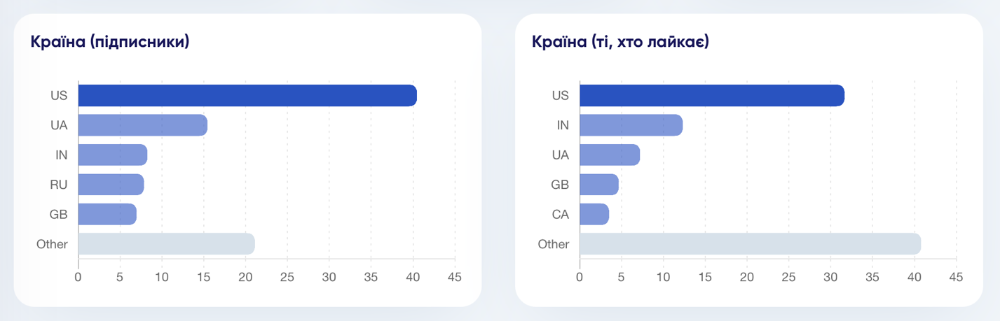 Країна (підписники)
US
UA
IN
RU
GB
Other
0 5 10 15 20 25 30 35 40 45
Країна (ті, хто лайкає)
US
IN
UA
GB
CA
Other
0 5 10 15 20 25 30 35 40 45